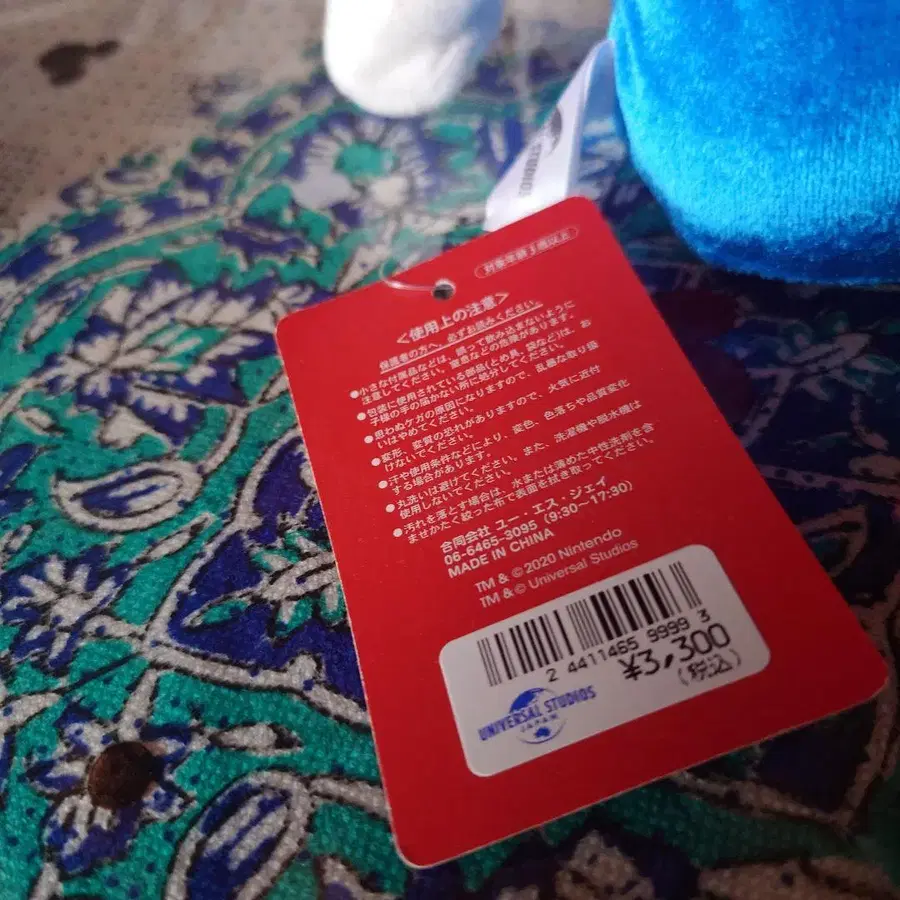 STUDIOS
対象年齢3歳以上
<使用上の注意>
保護者の方へ、必ずお読みください。
●小さな付属品などは、誤って飲み込まないように
注意してください。窒息などの危険があります。
●包装に使用されている部品(とめ具、袋など)は、お
子様の手の届かない所に処分してください。
●思わぬケガの原因になりますので、乱暴な取り扱
いはやめてください。
●変形、変質の恐れがありますので、火気に近付
けないでください。
●汗や使用条件などにより、変色、色落ちや品質変化
する場合があります。
●丸洗いは避けてください。また、洗濯機や脱水機は
使用しないでください。
●汚れを落とす場合は、水または薄めた中性洗剤を含
ませかたく絞った布で表面を拭き取ってください。
合同会社 ユー・エス・ジェイ
06-6465-3095 (9:30~17:30)
MADE IN CHINA
TM & © 2020 Nintendo
TM & © Universal Studios
2 4411465 9999 3
¥3,300
(税込)
UNIVERSAL STUDIOS
JAPAN